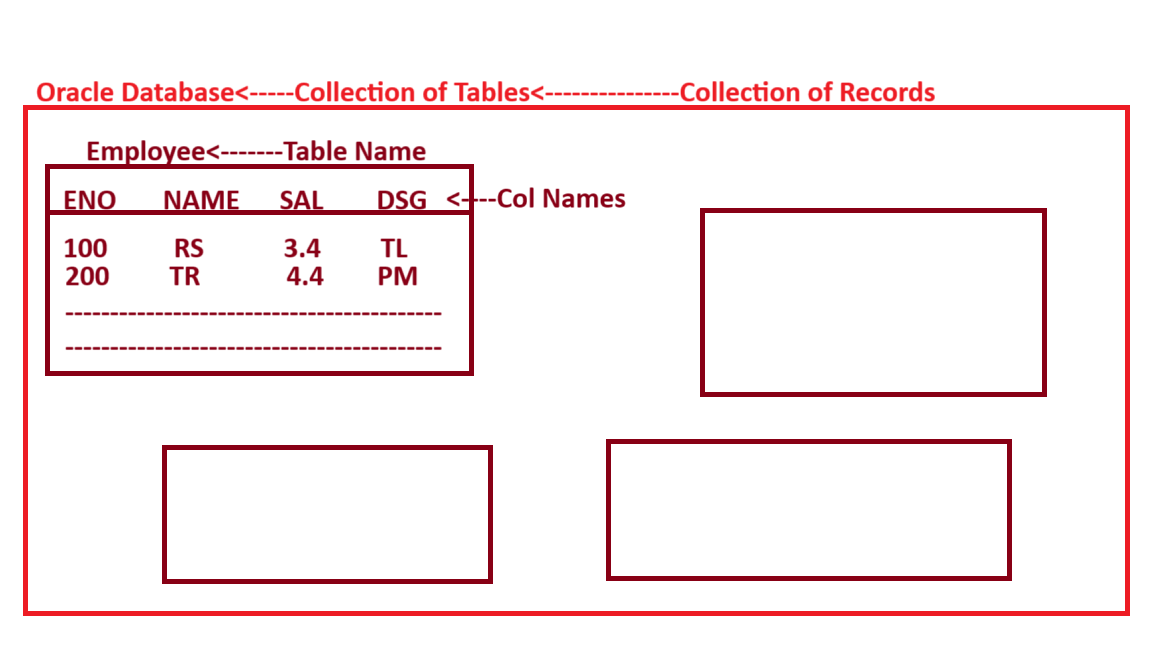 Oracle Database<-----Collection of Tables<---------------Collection of Records
Employee<-------Table Name
ENO NAME SAL DSG <----Col Names
100 RS 3.4 TL
200 TR 4.4 PM
------------------------------------------
------------------------------------------